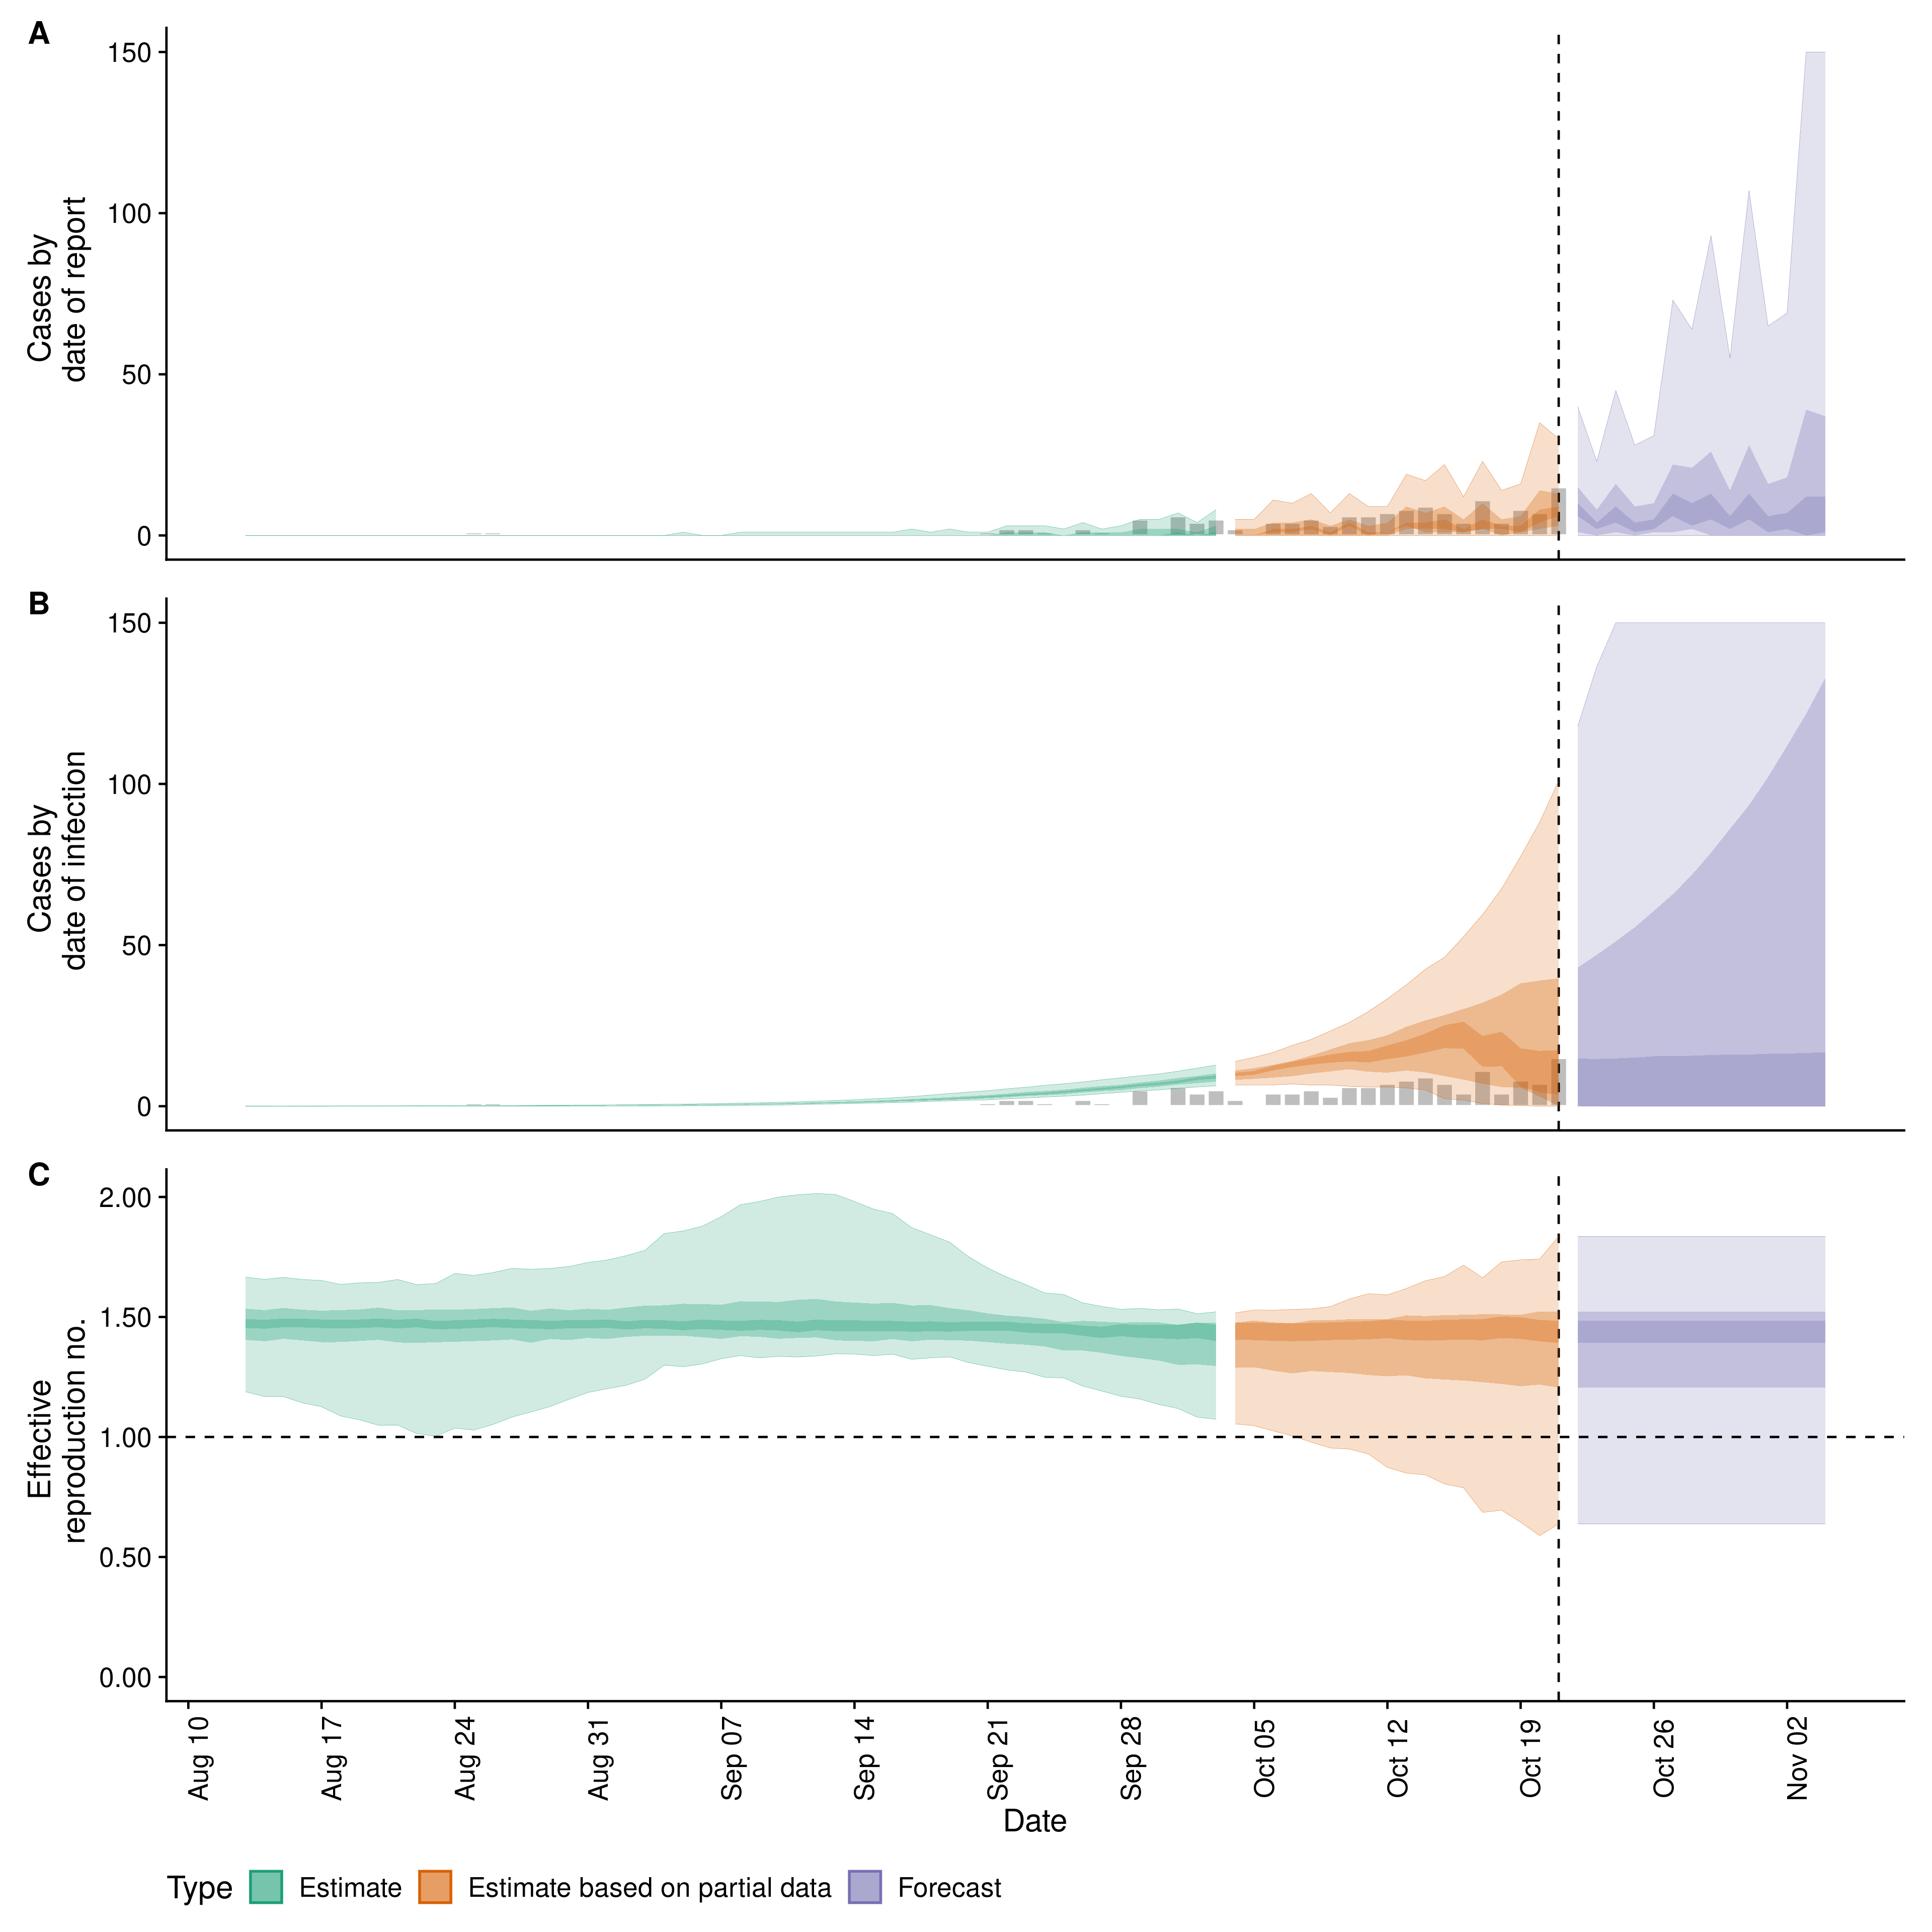 A
150
100
50
0
Cases by
date of report
B
150
100
50
0
Cases by
date of infection
C
2.00
1.50
1.00
0.50
0.00
Effective
reproduction no.
Aug 10
Aug 17
Aug 24
Aug 31
Sep 07
Sep 14
Sep 21
Sep 28
Oct 05
Oct 12
Oct 19
Oct 26
Nov 02
Date
Type Estimate Estimate based on partial data Forecast